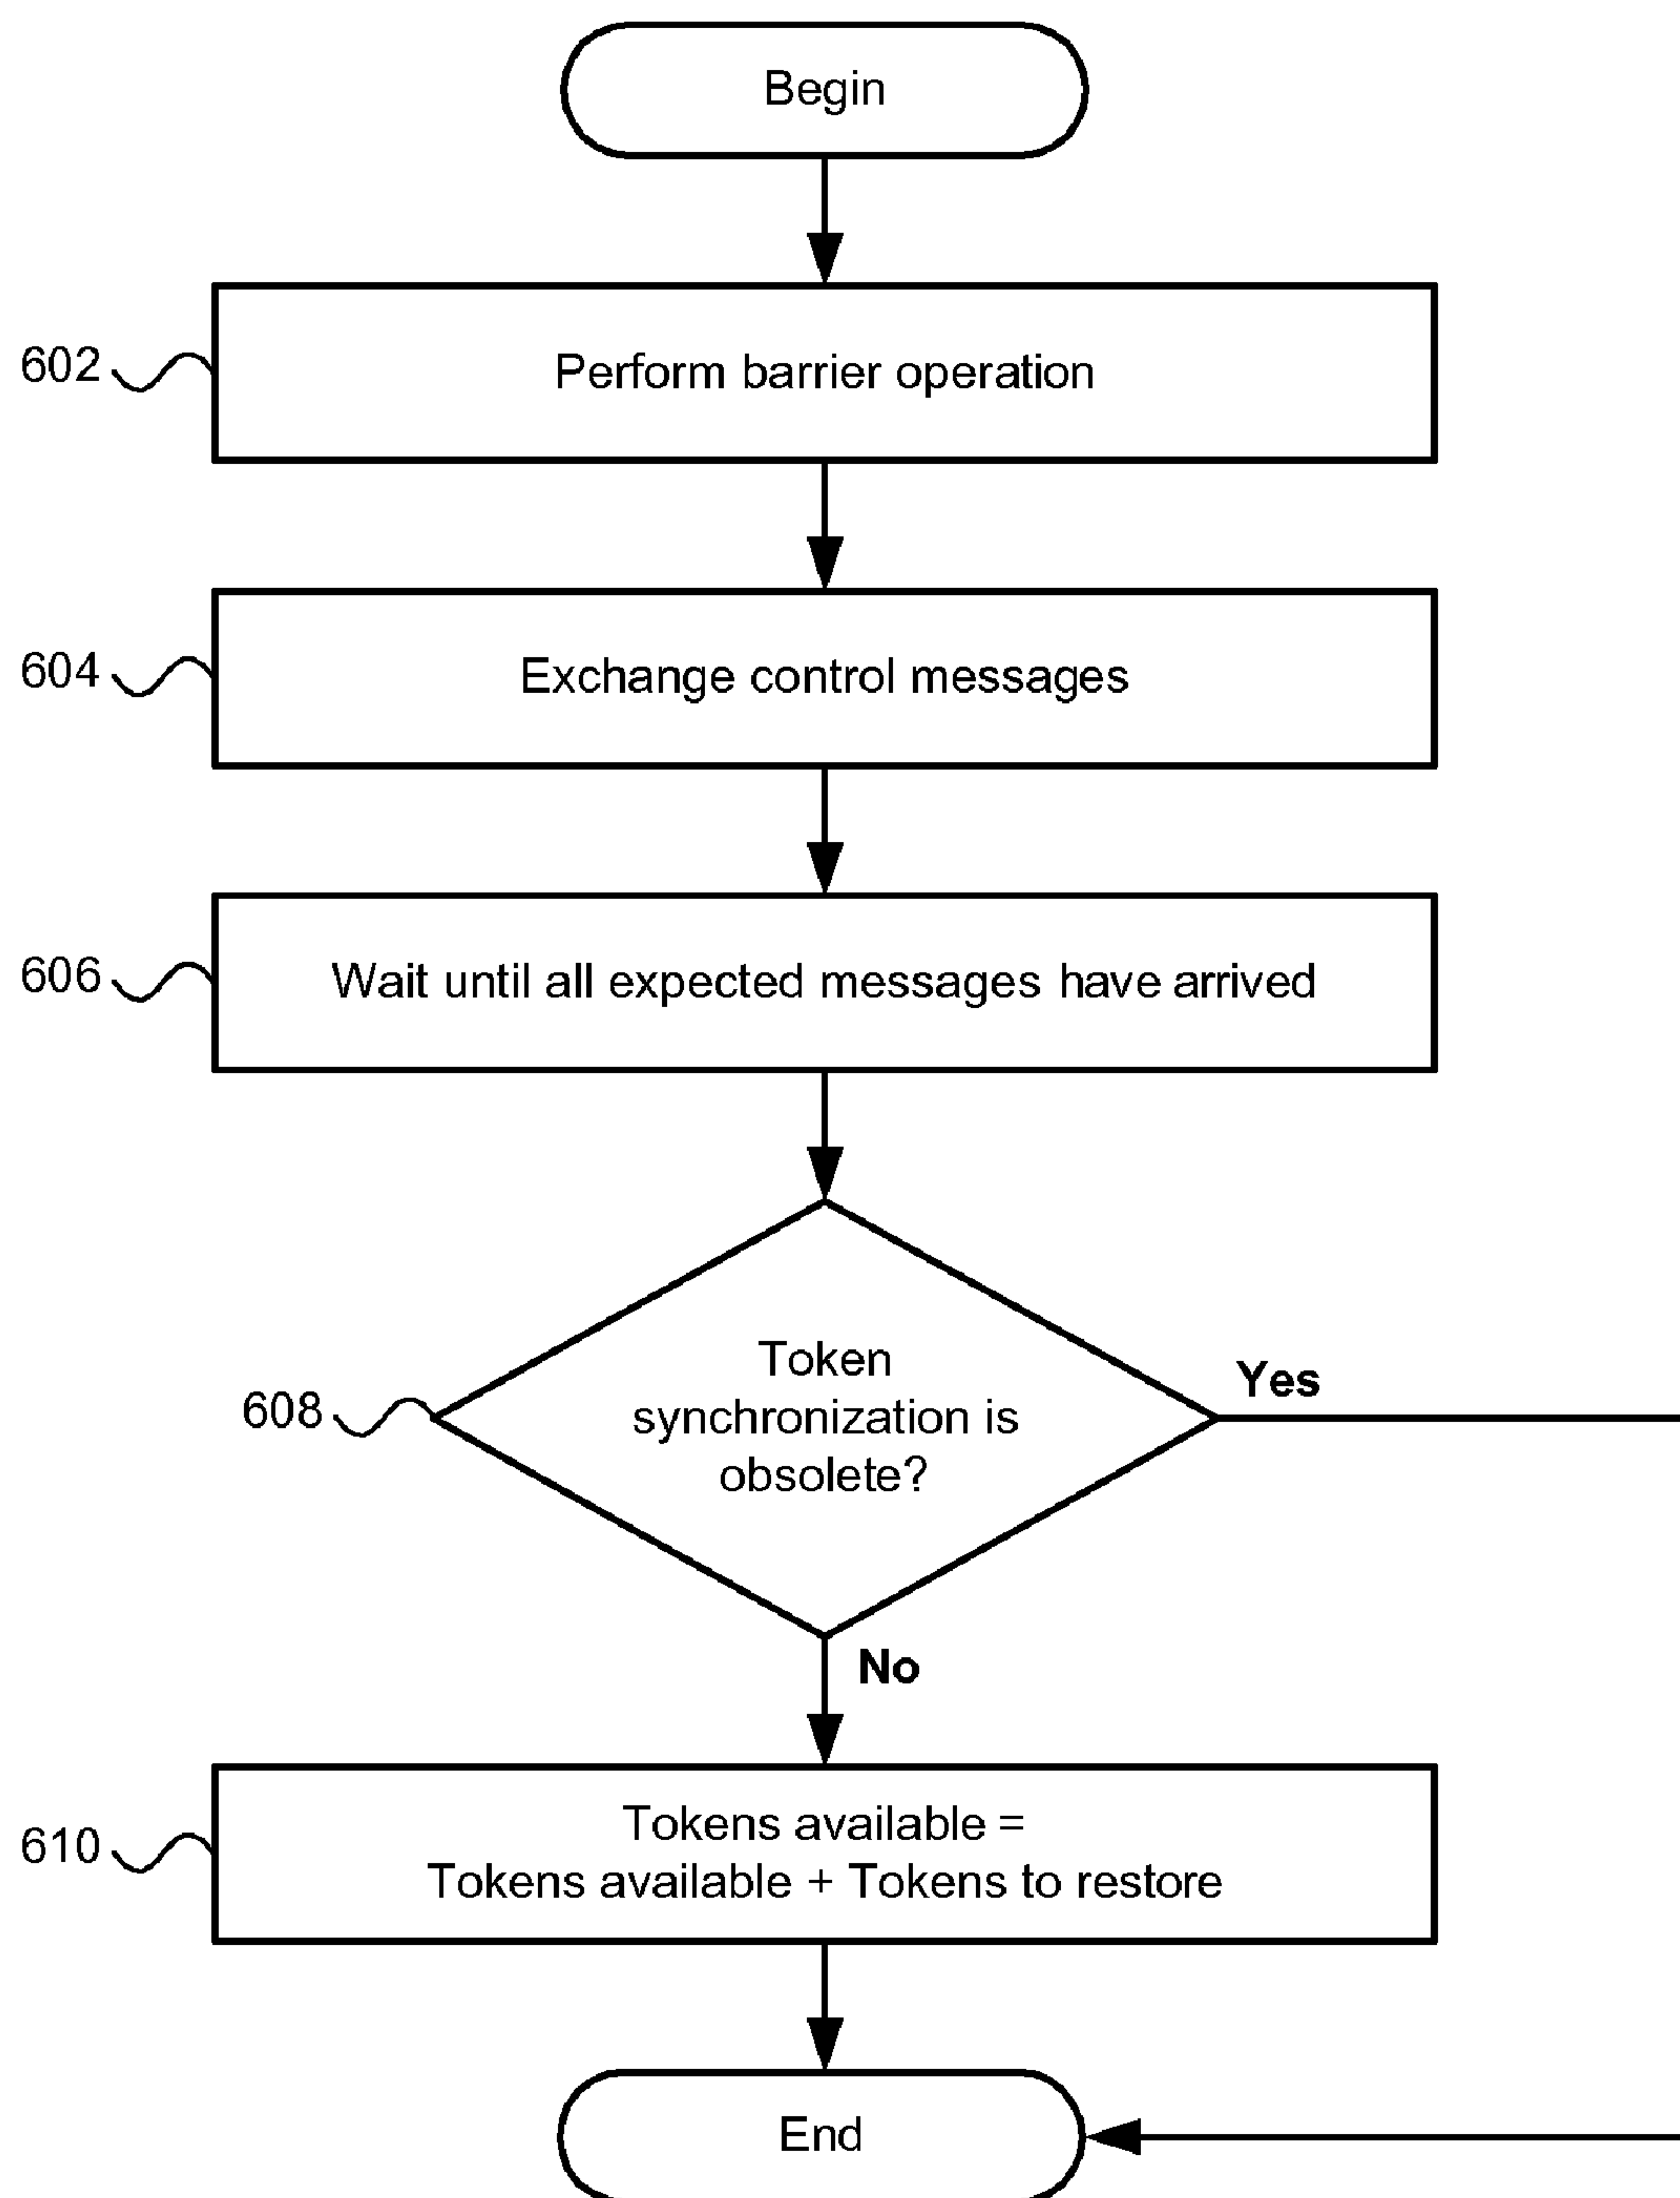 Begin
602
Perform barrier operation
604
Exchange control messages
606
Wait until all expected messages have arrived
608
Token
synchronization is
obsolete?
Yes
No
610
Tokens available =
Tokens available + Tokens to restore
End